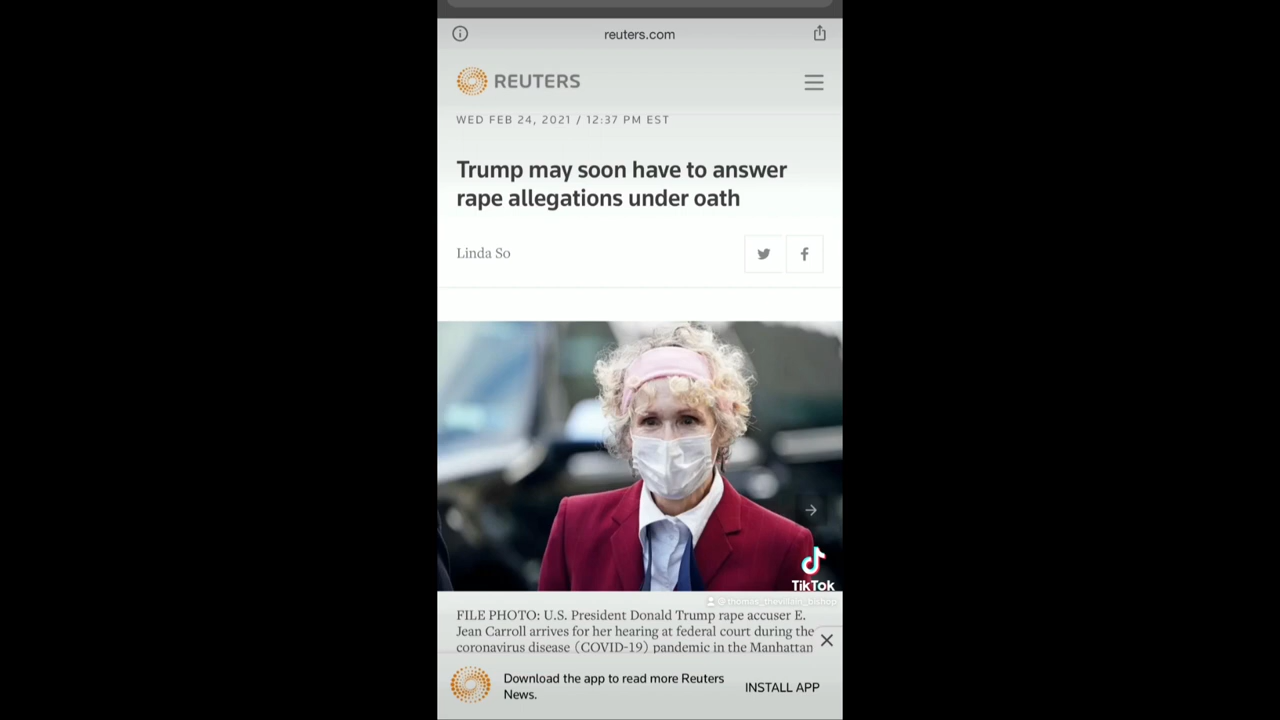 reuters.com
REUTERS
WED FEB 24, 2021 / 12:37 PM EST
Trump may soon have to answer
rape allegations under oath
Linda So
TikTok
@thomas_thevillain_bishop
FILE PHOTO: U.S. President Donald Trump rape accuser E.
Jean Carroll arrives for her hearing at federal court during the
coronavirus disease (COVID-19) pandemic in the Manhattan
Download the app to read more Reuters
News.
INSTALL APP